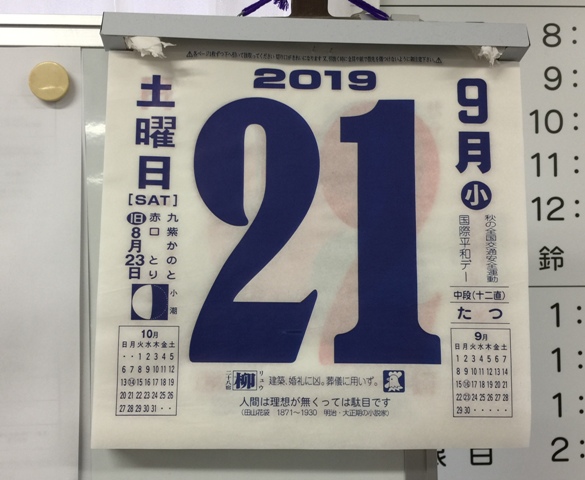 2019
土曜日
[SAT]
9月
小
21
九紫かのととり
赤口
旧8月23日
小潮
秋の全国交通安全運動
国際平和デー
中段(十二直)
たつ
10月
日 月 火 水 木 金 土
・ ・ 1 2 3 4 5
6 7 8 9 10 11 12
13 14 15 16 17 18 19
20 21 22 23 24 25 26
27 28 29 30 31 ・ ・
9月
日 月 火 水 木 金 土
1 2 3 4 5 6 7
8 9 10 11 12 13 14
15 16 17 18 19 20 21
22 23 24 25 26 27 28
29 30 ・ ・ ・ ・ ・
二十八宿 柳 リュウ 建築、婚礼に凶。葬儀に用いず。
人間は理想が無くっては駄目です
(田山花袋 1871〜1930 明治・大正期の小説家)
8:
9:
10:
11:
12:
鈴
1:
1:
1:
2:
日